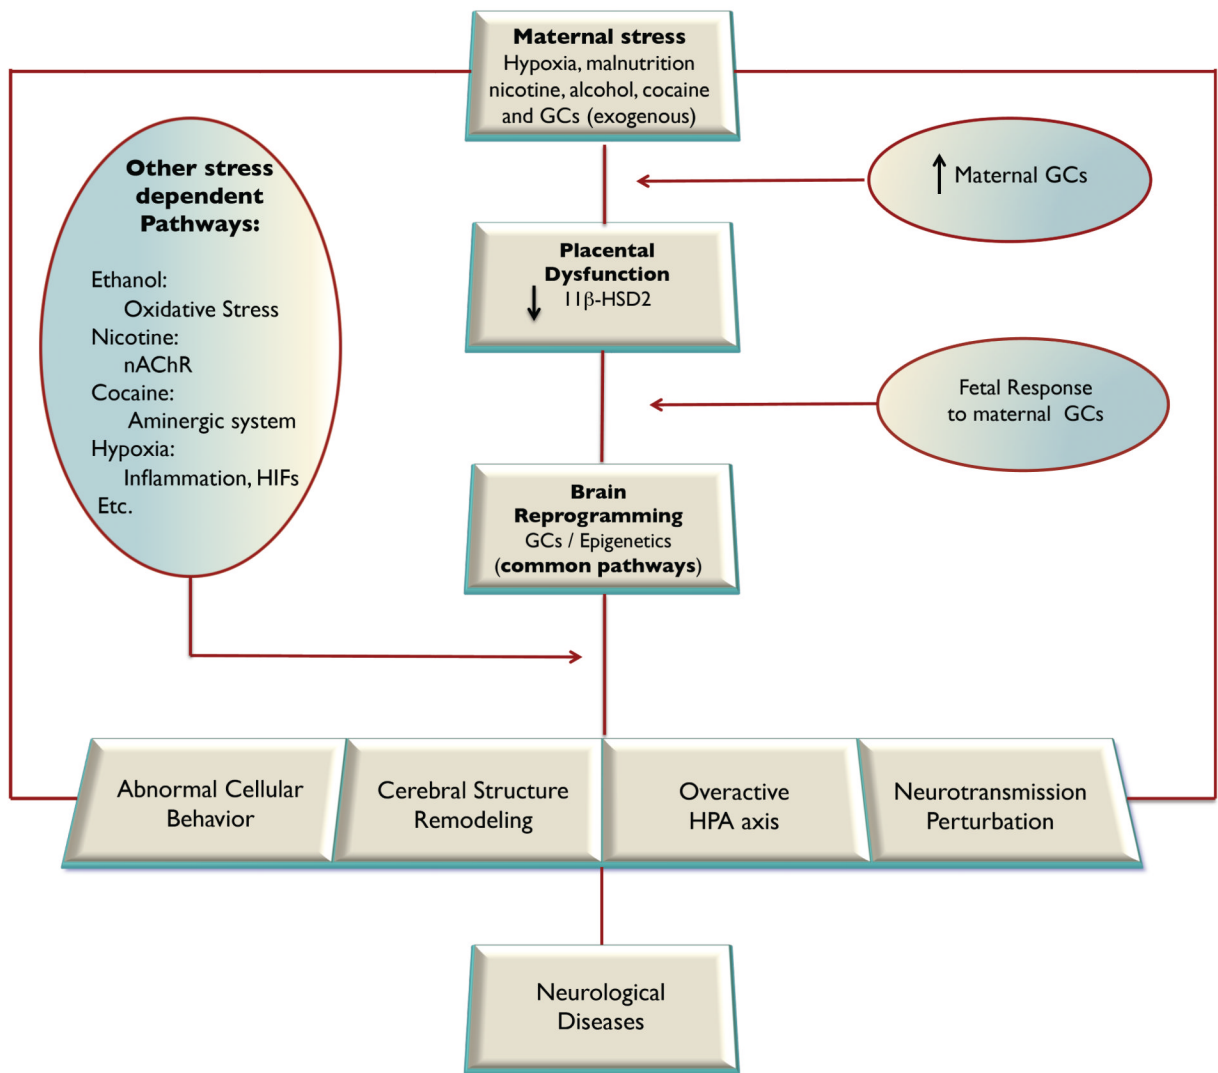 Maternal stress
Hypoxia, malnutrition
nicotine, alcohol, cocaine
and GCs (exogenous)
Other stress
dependent
Pathways:
Ethanol:
Oxidative Stress
Nicotine:
nAChR
Cocaine:
Aminergic system
Hypoxia:
Inflammation, HIFs
Etc.
↑ Maternal GCs
Placental
Dysfunction
↓ 11β-HSD2
Fetal Response
to maternal GCs
Brain
Reprogramming
GCs / Epigenetics
(common pathways)
Abnormal Cellular
Behavior
Cerebral Structure
Remodeling
Overactive
HPA axis
Neurotransmission
Perturbation
Neurological
Diseases